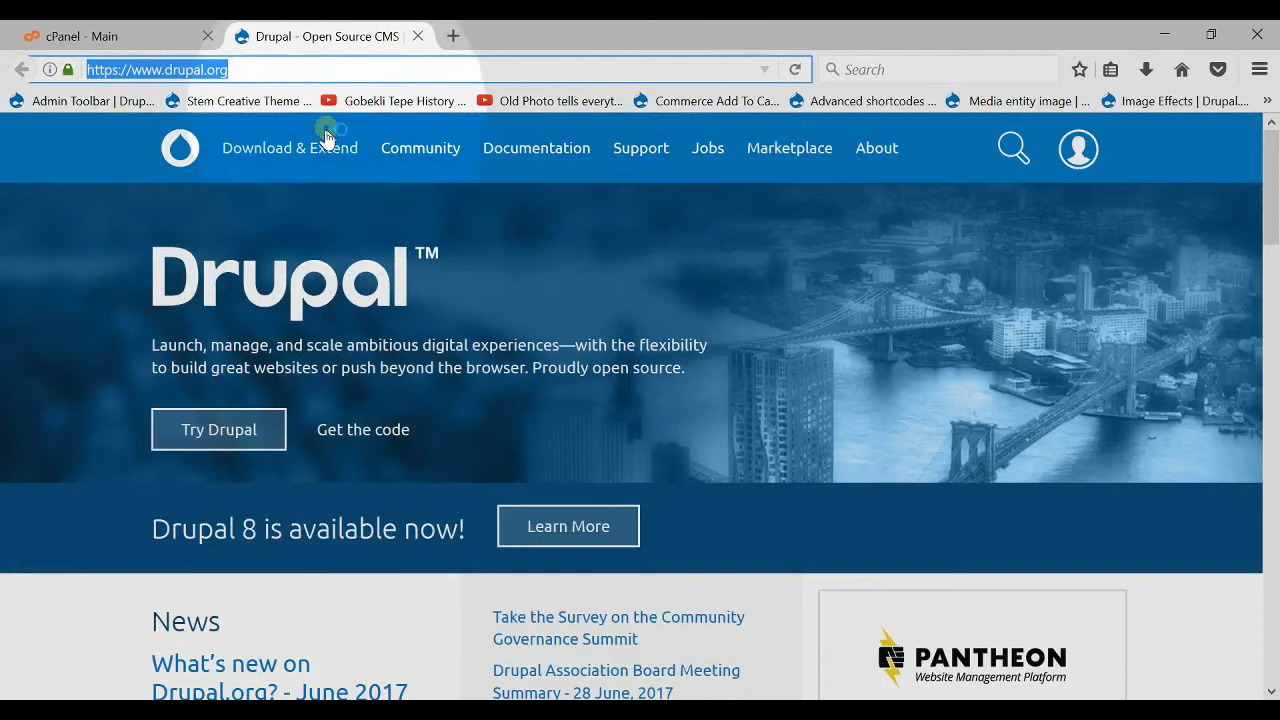 cPanel - Main
Drupal - Open Source CMS
https://www.drupal.org
Search
Admin Toolbar | Drup...
Stem Creative Theme ...
Gobekli Tepe History ...
Old Photo tells everyt...
Commerce Add To Ca...
Advanced shortcodes ...
Media entity image | ...
Image Effects | Drupal....
Download & Extend
Community
Documentation
Support
Jobs
Marketplace
About
Drupal™
Launch, manage, and scale ambitious digital experiences—with the flexibility
to build great websites or push beyond the browser. Proudly open source.
Try Drupal
Get the code
Drupal 8 is available now!
Learn More
News
What's new on
Drupal.org? - June 2017
Take the Survey on the Community
Governance Summit
Drupal Association Board Meeting
Summary - 28 June, 2017
PANTHEON
Website Management Platform